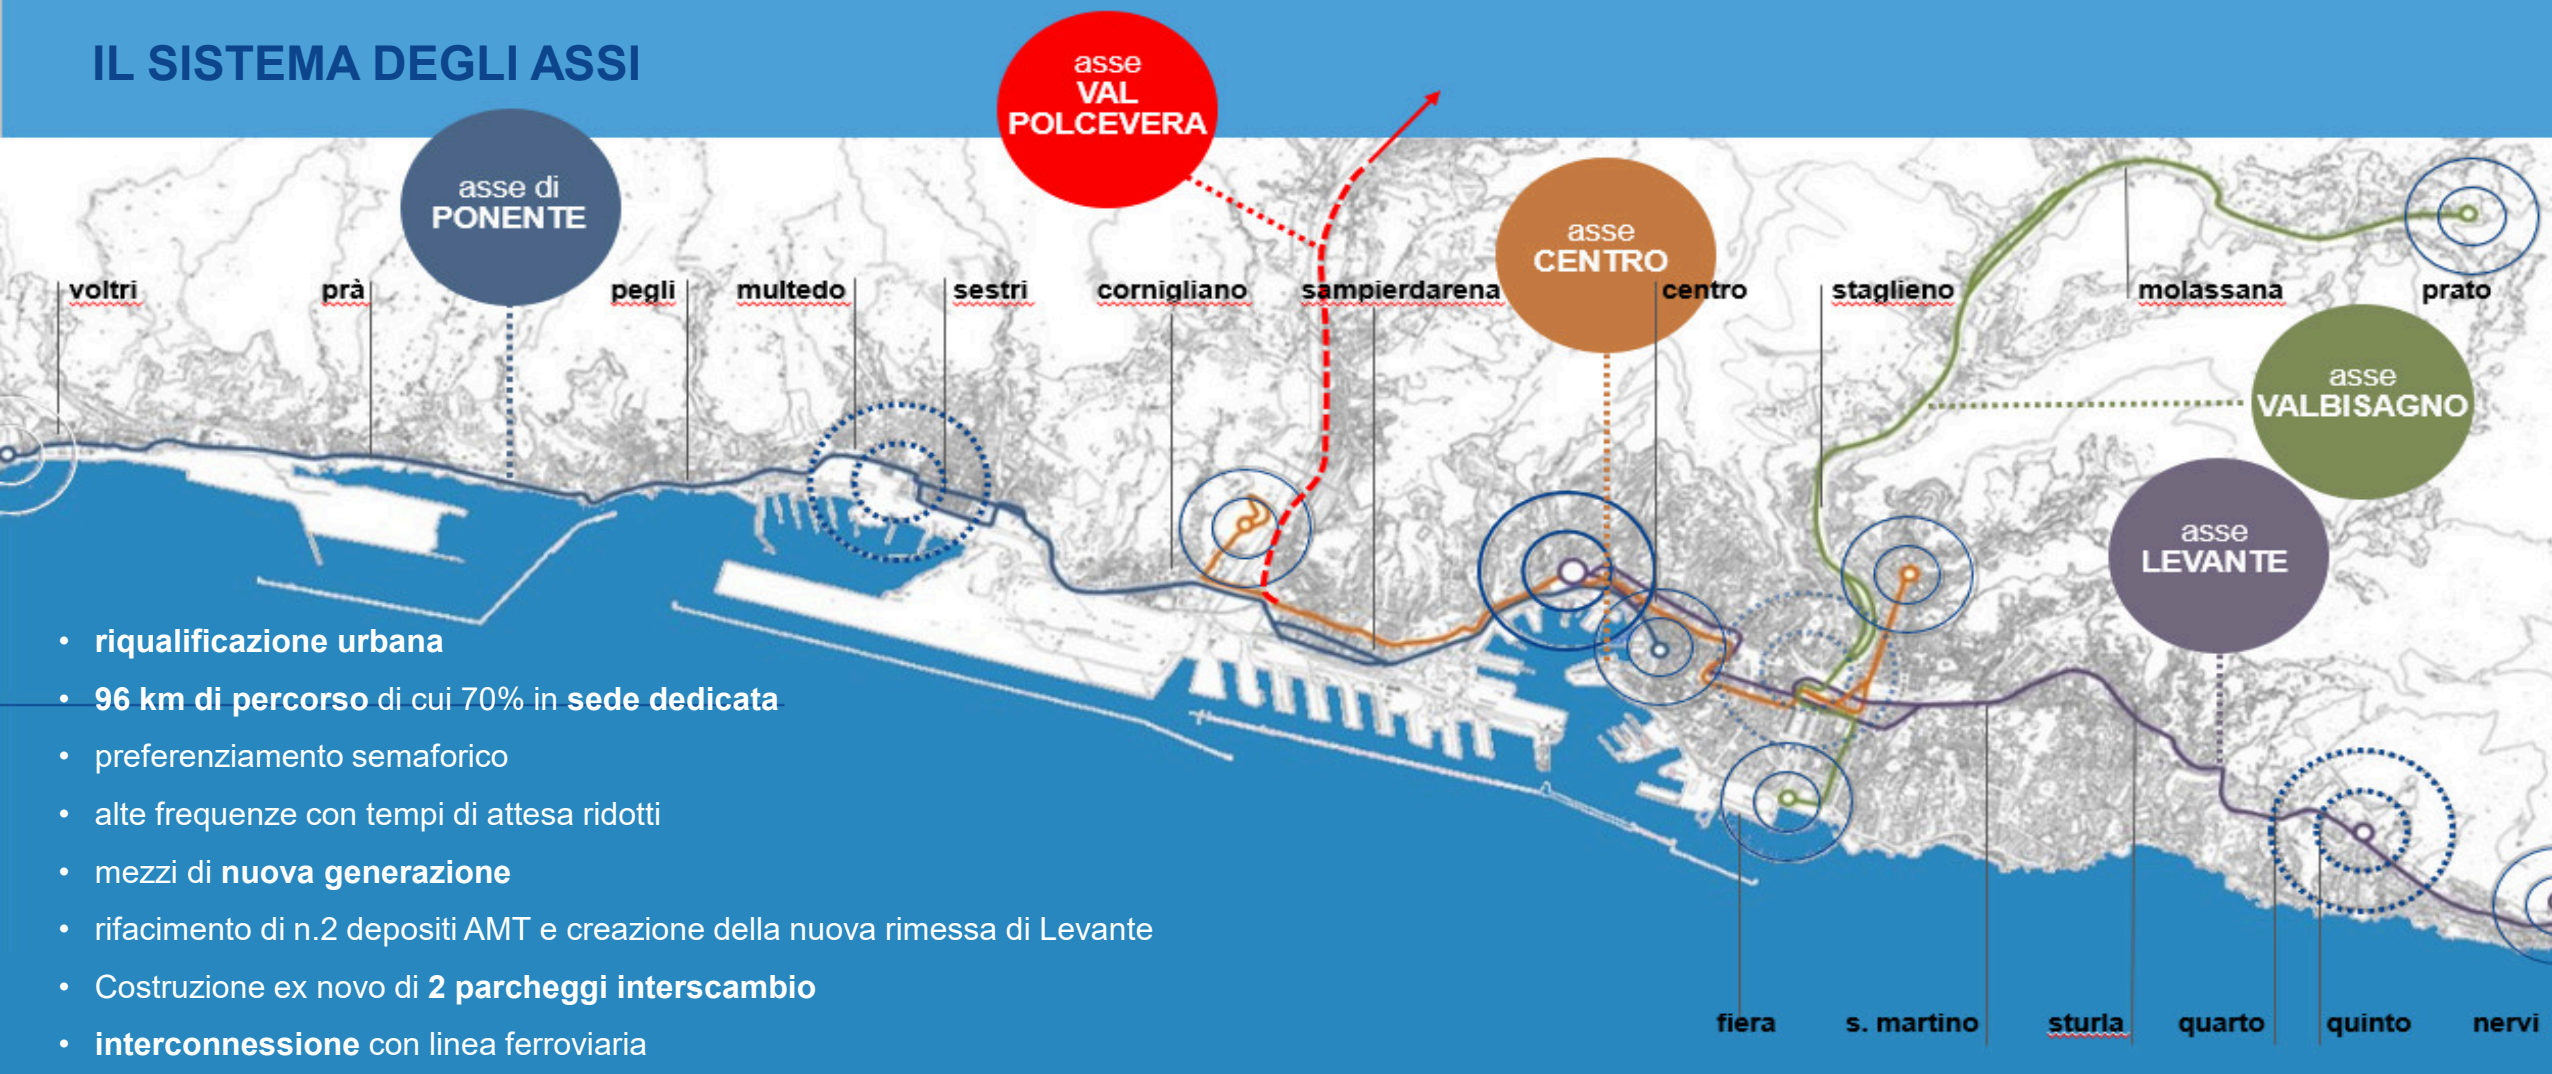 IL SISTEMA DEGLI ASSI
asse
VAL
POLCEVERA
asse di
PONENTE
asse
CENTRO
voltri
prà
pegli
multedo
sestri
cornigliano
sampierdarena
centro
staglieno
molassana
prato
asse
VALBISAGNO
asse
LEVANTE
• riqualificazione urbana
• 96 km di percorso di cui 70% in sede dedicata
• preferenziamento semaforico
• alte frequenze con tempi di attesa ridotti
• mezzi di nuova generazione
• rifacimento di n.2 depositi AMT e creazione della nuova rimessa di Levante
• Costruzione ex novo di 2 parcheggi interscambio
• interconnessione con linea ferroviaria
fiera
s. martino
sturla
quarto
quinto
nervi